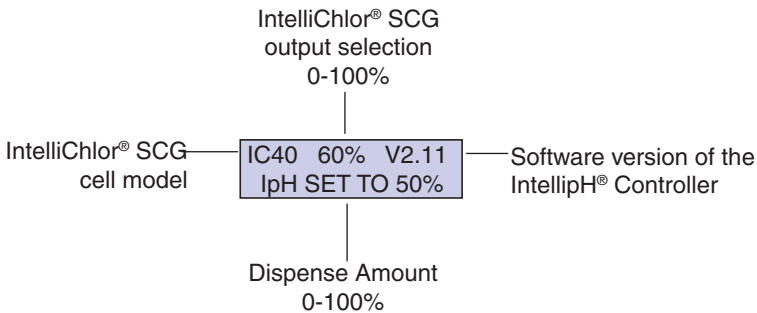 IntelliChlor® SCG
output selection
0-100%
IntelliChlor® SCG
cell model
IC40 60% V2.11
IpH SET TO 50%
Software version of the
IntellipH® Controller
Dispense Amount
0-100%